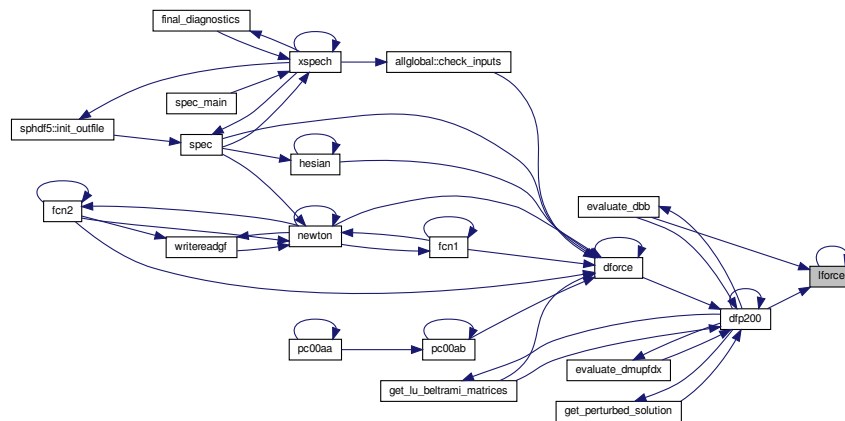 final_diagnostics
xspech
allglobal::check_inputs
spec_main
sphdf5::init_outfile
spec
hesian
evaluate_dbb
fcn2
newton
writereadgf
fcn1
dforce
lforce
dfp200
pc00aa
pc00ab
evaluate_dmupfdx
get_lu_beltrami_matrices
get_perturbed_solution